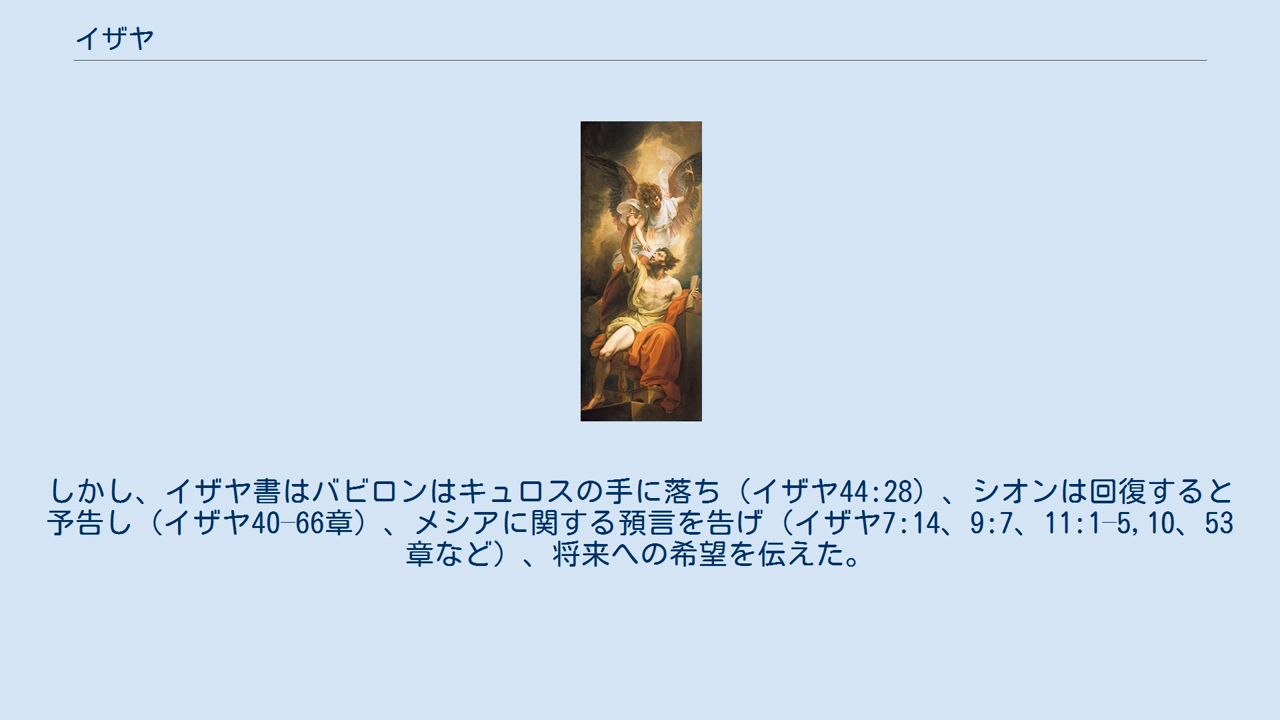 イザヤ
しかし、イザヤ書はバビロンはキュロスの手に落ち（イザヤ44:28）、シオンは回復すると
予告し（イザヤ40–66章）、メシアに関する預言を告げ（イザヤ7:14、9:7、11:1–5,10、53
章など）、将来への希望を伝えた。